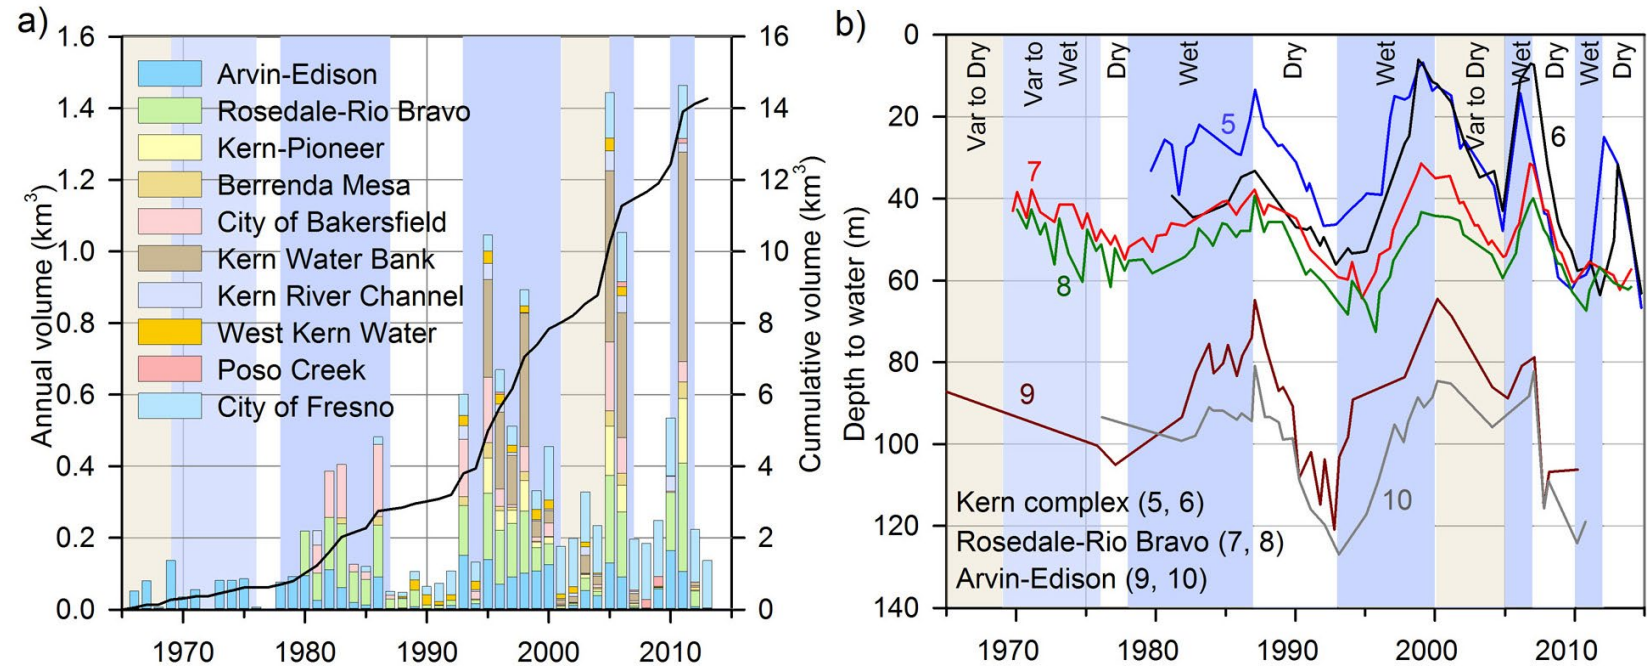 a)
Annual volume (km³)
1.6
1.4
1.2
1.0
0.8
0.6
0.4
0.2
0.0
Arvin-Edison
Rosedale-Rio Bravo
Kern-Pioneer
Berrenda Mesa
City of Bakersfield
Kern Water Bank
Kern River Channel
West Kern Water
Poso Creek
City of Fresno
16
14
12
10
8
6
4
2
0
Cumulative volume (km³)
1970 1980 1990 2000 2010
b)
Depth to water (m)
0
20
40
60
80
100
120
140
Var to Dry
Var to
Wet
Dry
Wet
Dry
Wet
Var to Dry
Wet
Dry
Wet
Dry
5
6
7
8
9
10
Kern complex (5, 6)
Rosedale-Rio Bravo (7, 8)
Arvin-Edison (9, 10)
1970 1980 1990 2000 2010